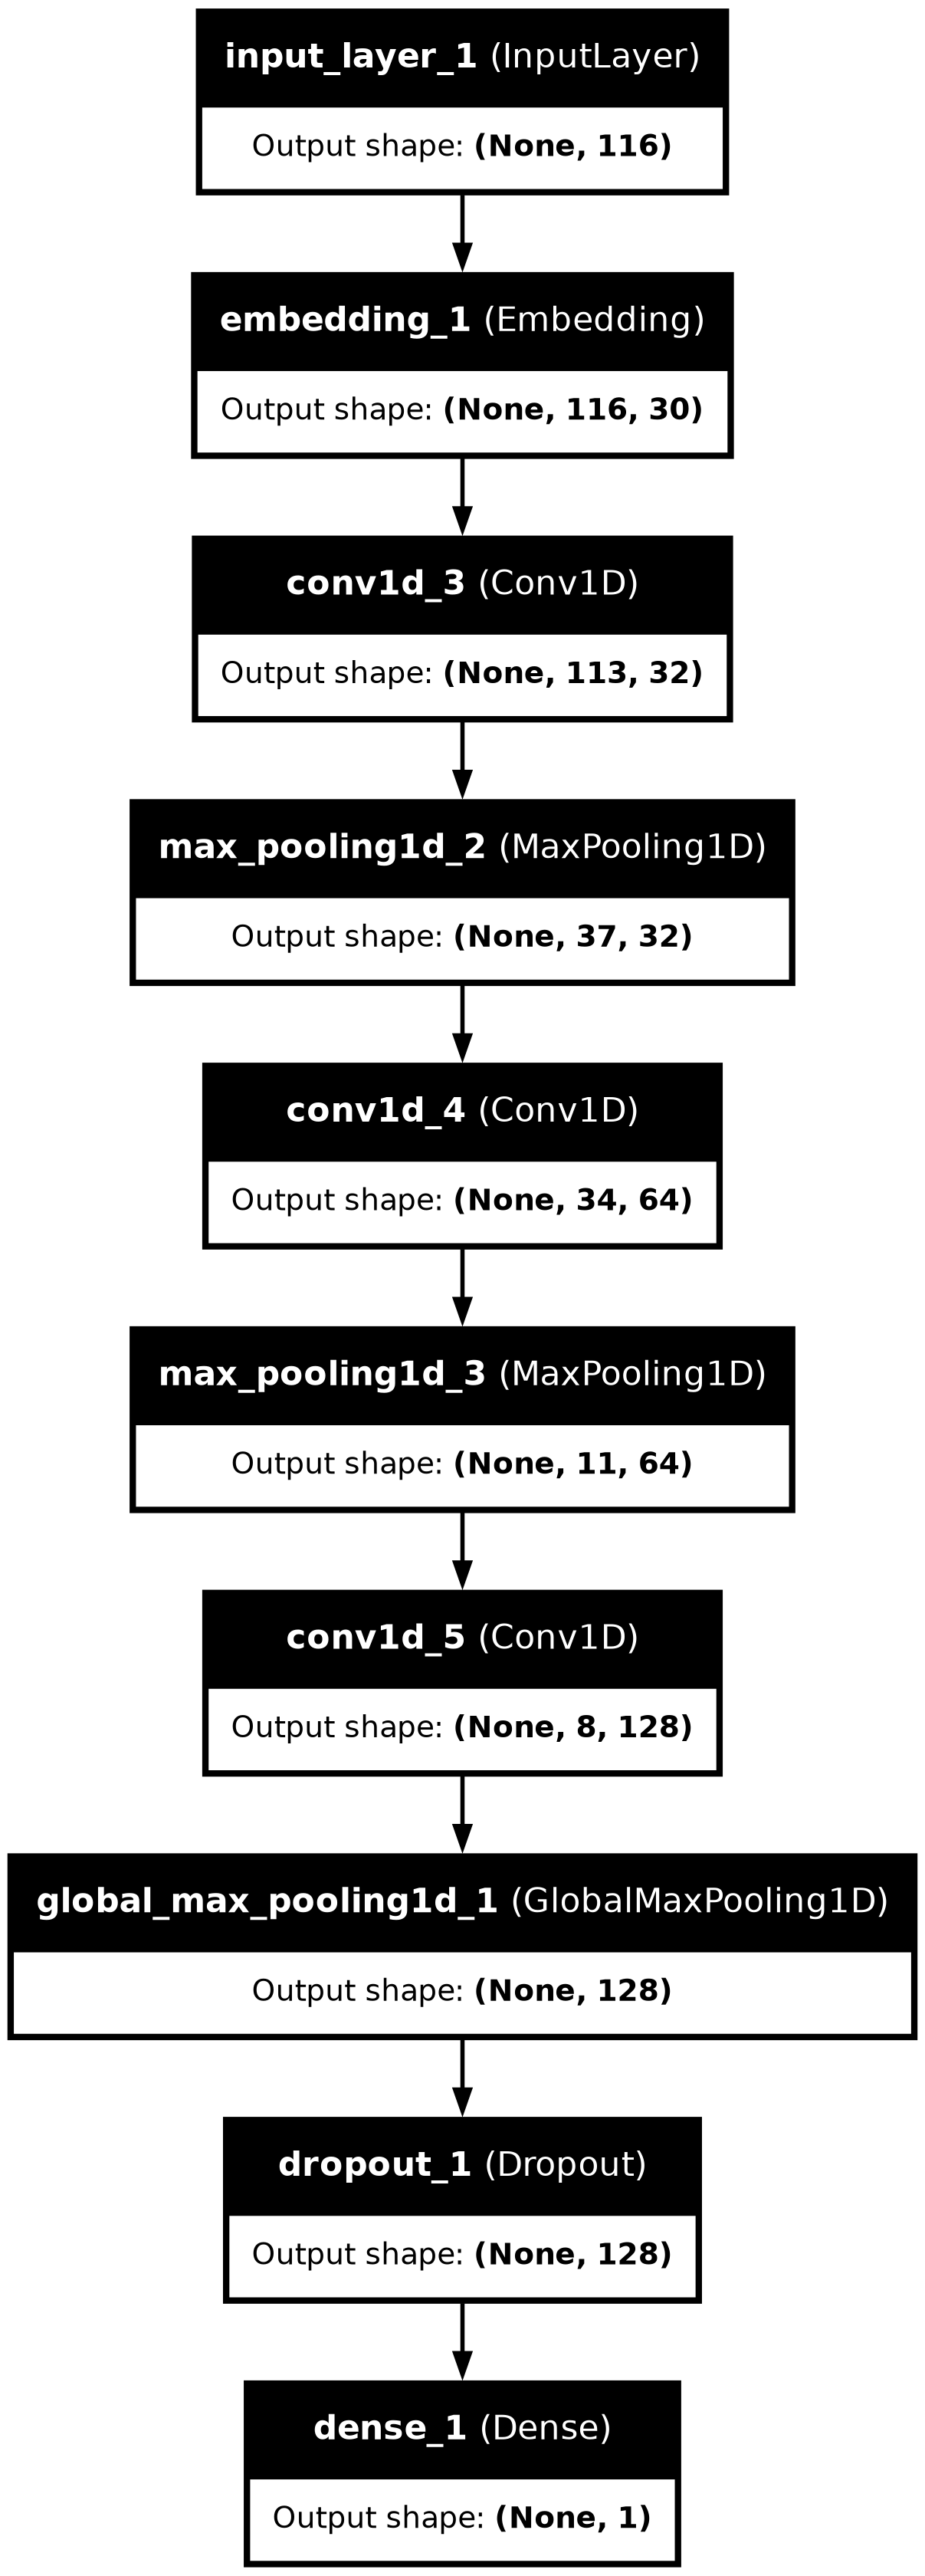 input_layer_1 (InputLayer)
Output shape: (None, 116)
embedding_1 (Embedding)
Output shape: (None, 116, 30)
conv1d_3 (Conv1D)
Output shape: (None, 113, 32)
max_pooling1d_2 (MaxPooling1D)
Output shape: (None, 37, 32)
conv1d_4 (Conv1D)
Output shape: (None, 34, 64)
max_pooling1d_3 (MaxPooling1D)
Output shape: (None, 11, 64)
conv1d_5 (Conv1D)
Output shape: (None, 8, 128)
global_max_pooling1d_1 (GlobalMaxPooling1D)
Output shape: (None, 128)
dropout_1 (Dropout)
Output shape: (None, 128)
dense_1 (Dense)
Output shape: (None, 1)